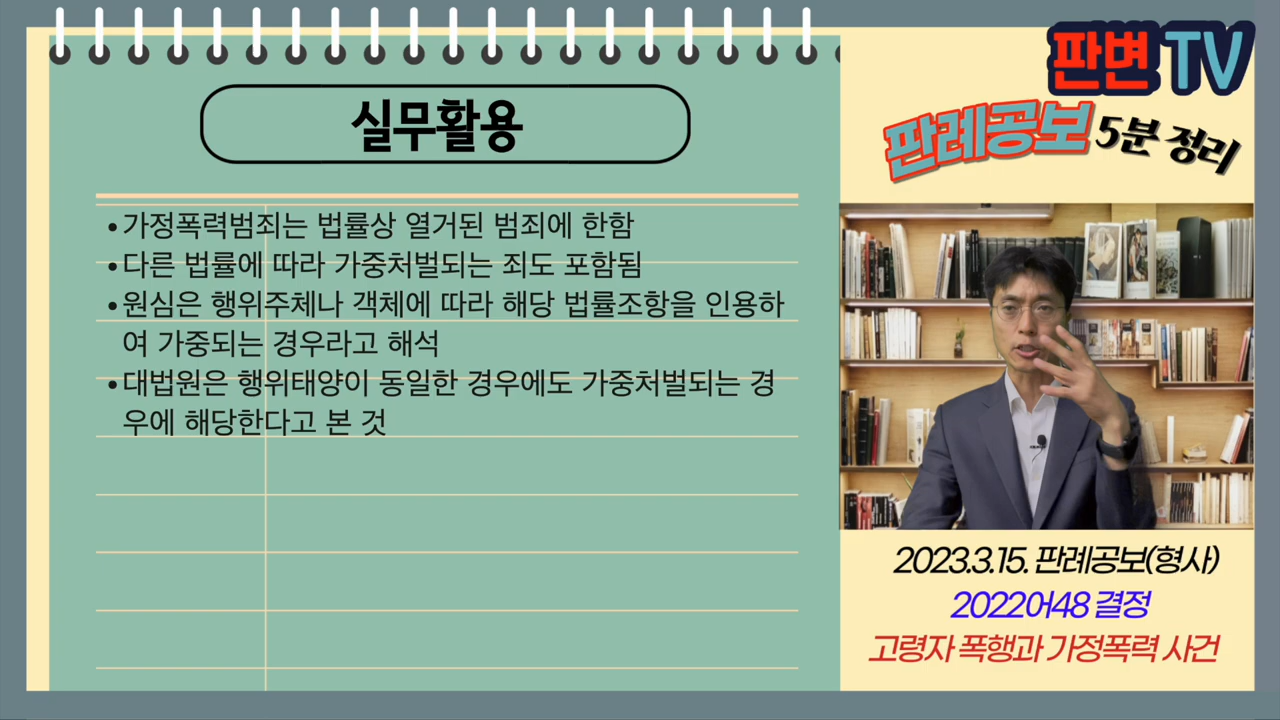 실무활용
•가정폭력범죄는 법률상 열거된 범죄에 한함
•다른 법률에 따라 가중처벌되는 죄도 포함됨
•원심은 행위주체나 객체에 따라 해당 법률조항을 인용하
여 가중되는 경우라고 해석
•대법원은 행위태양이 동일한 경우에도 가중처벌되는 경
우에 해당한다고 본 것
판변 TV
판례공보 5분 정리
2023.3.15. 판례공보(형사)
2022어48 결정
고령자 폭행과 가정폭력 사건